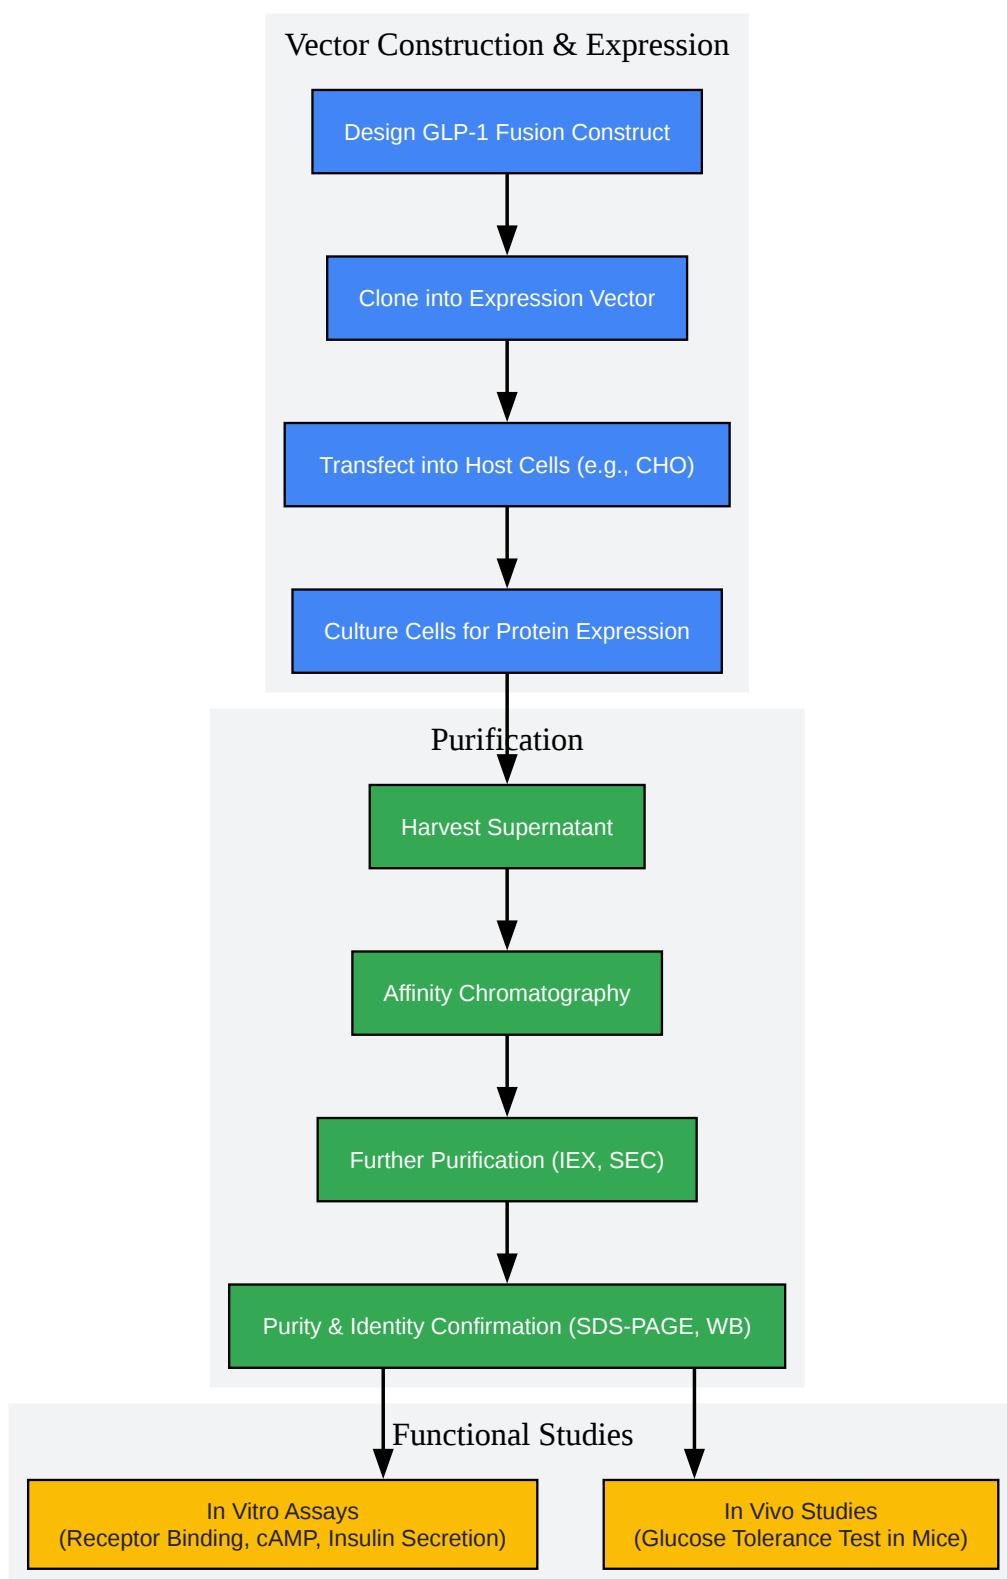 Vector Construction & Expression
Design GLP-1 Fusion Construct
Clone into Expression Vector
Transfect into Host Cells (e.g., CHO)
Culture Cells for Protein Expression
Purification
Harvest Supernatant
Affinity Chromatography
Further Purification (IEX, SEC)
Purity & Identity Confirmation (SDS-PAGE, WB)
Functional Studies
In Vitro Assays
(Receptor Binding, cAMP, Insulin Secretion)
In Vivo Studies
(Glucose Tolerance Test in Mice)